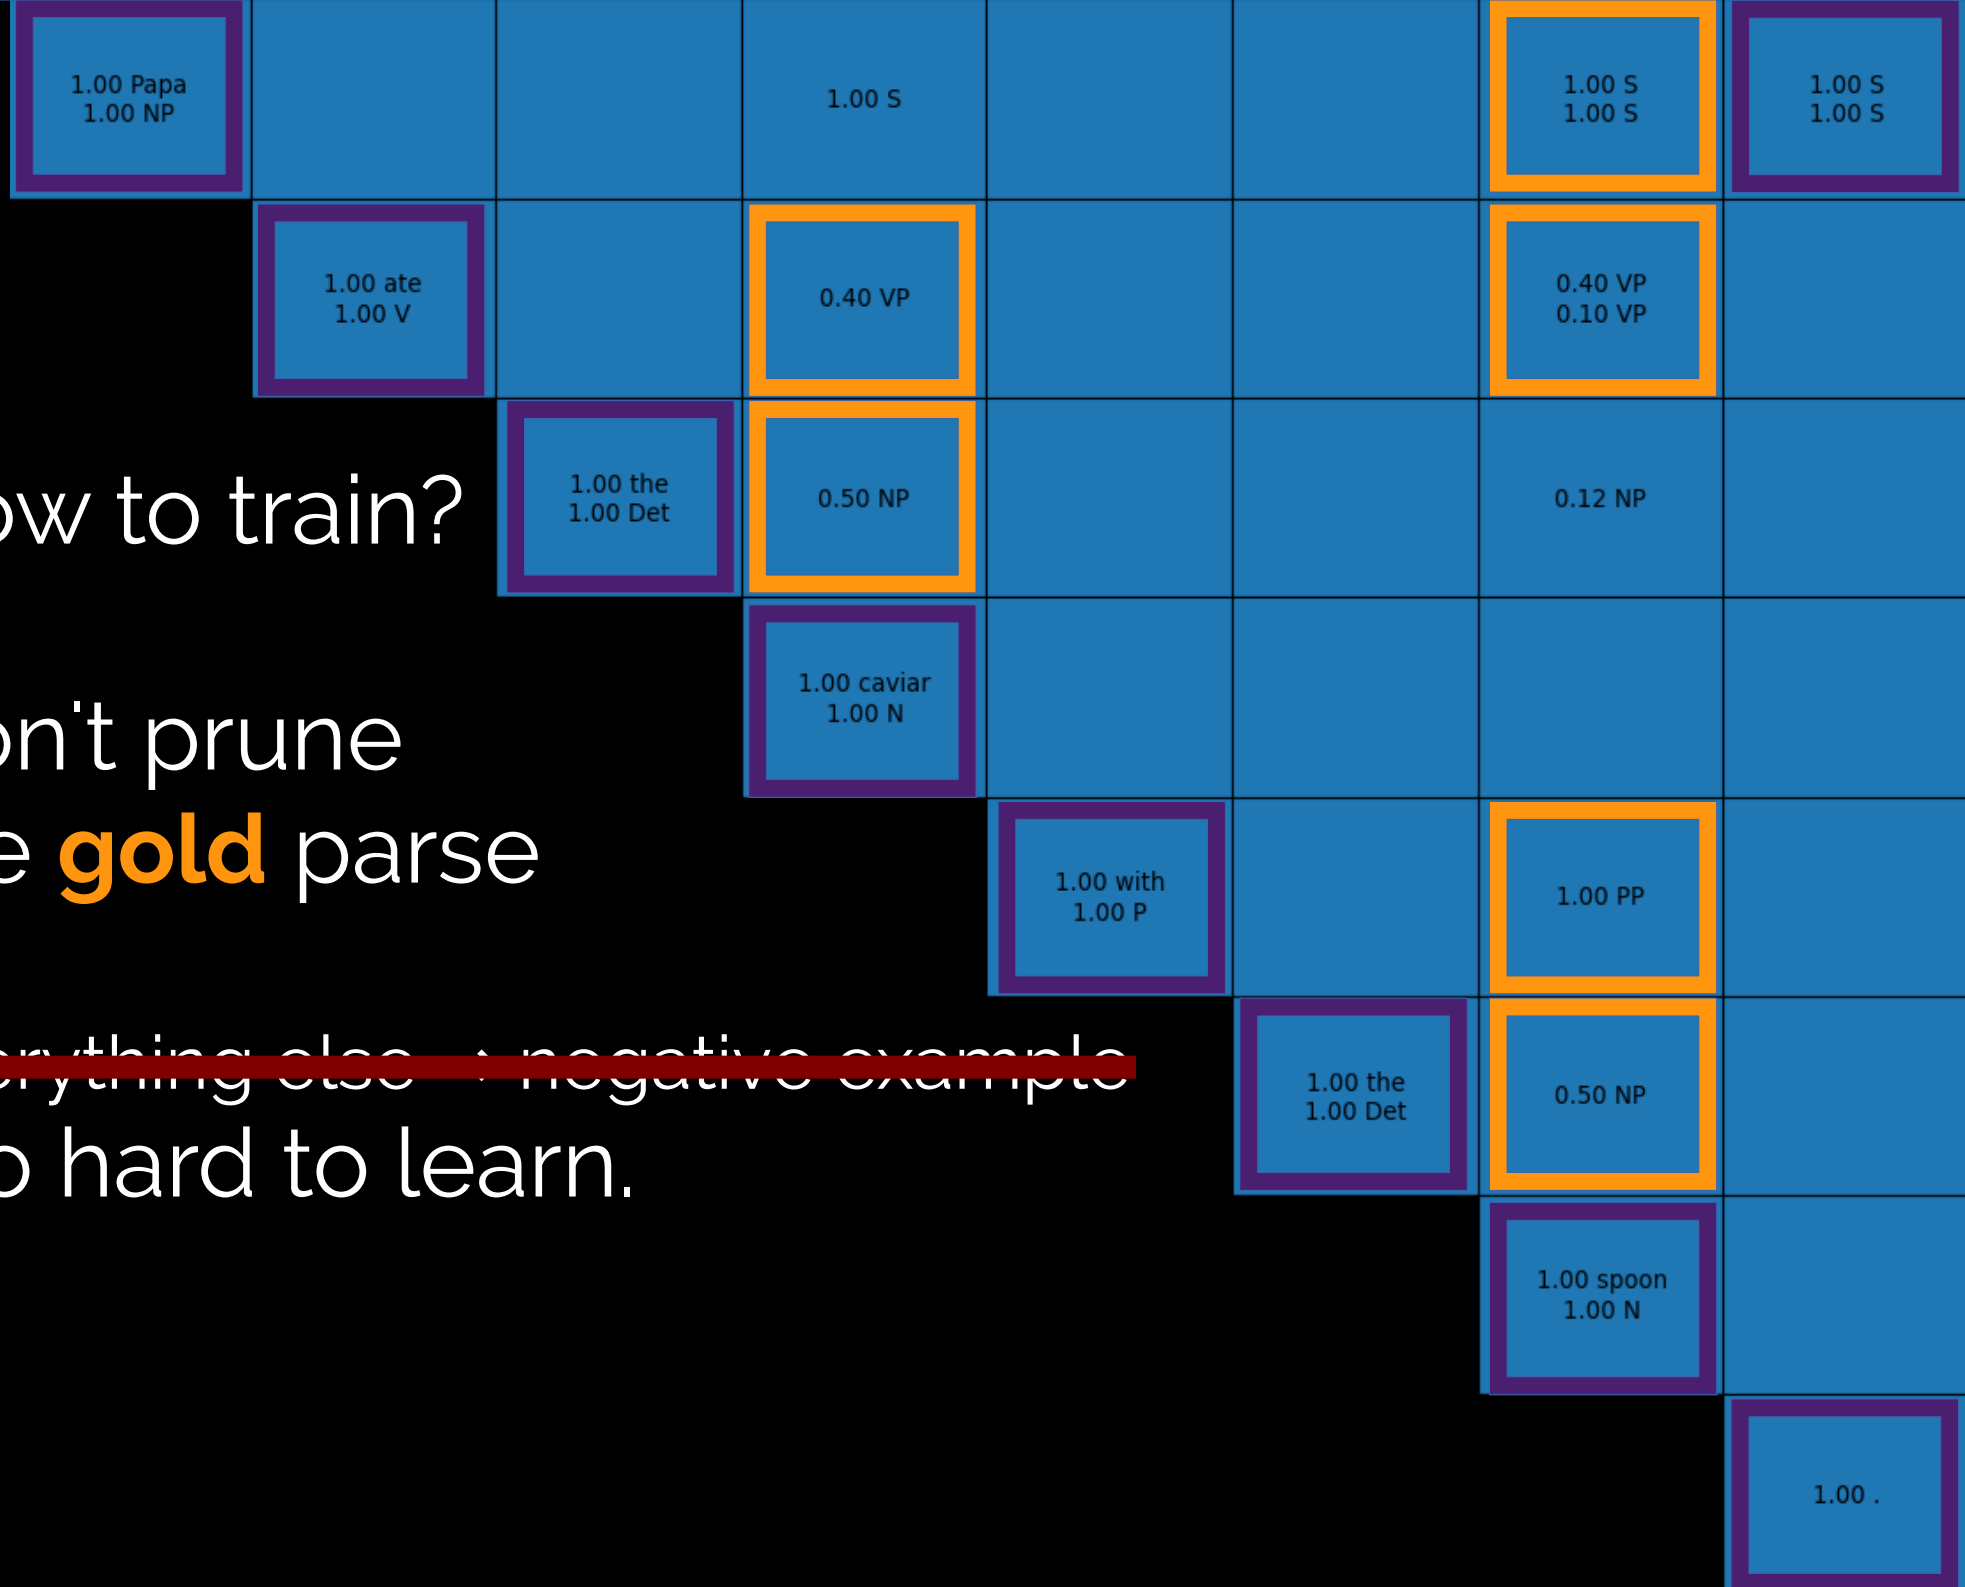 1.00 Papa
1.00 NP
1.00 S
1.00 S
1.00 S
1.00 S
1.00 S
1.00 ate
1.00 V
0.40 VP
0.40 VP
0.10 VP
ow to train?
1.00 the
1.00 Det
0.50 NP
0.12 NP
on't prune
1.00 caviar
1.00 N
e gold parse
1.00 with
1.00 P
1.00 PP
erything else → negative example
1.00 the
1.00 Det
0.50 NP
o hard to learn.
1.00 spoon
1.00 N
1.00 .